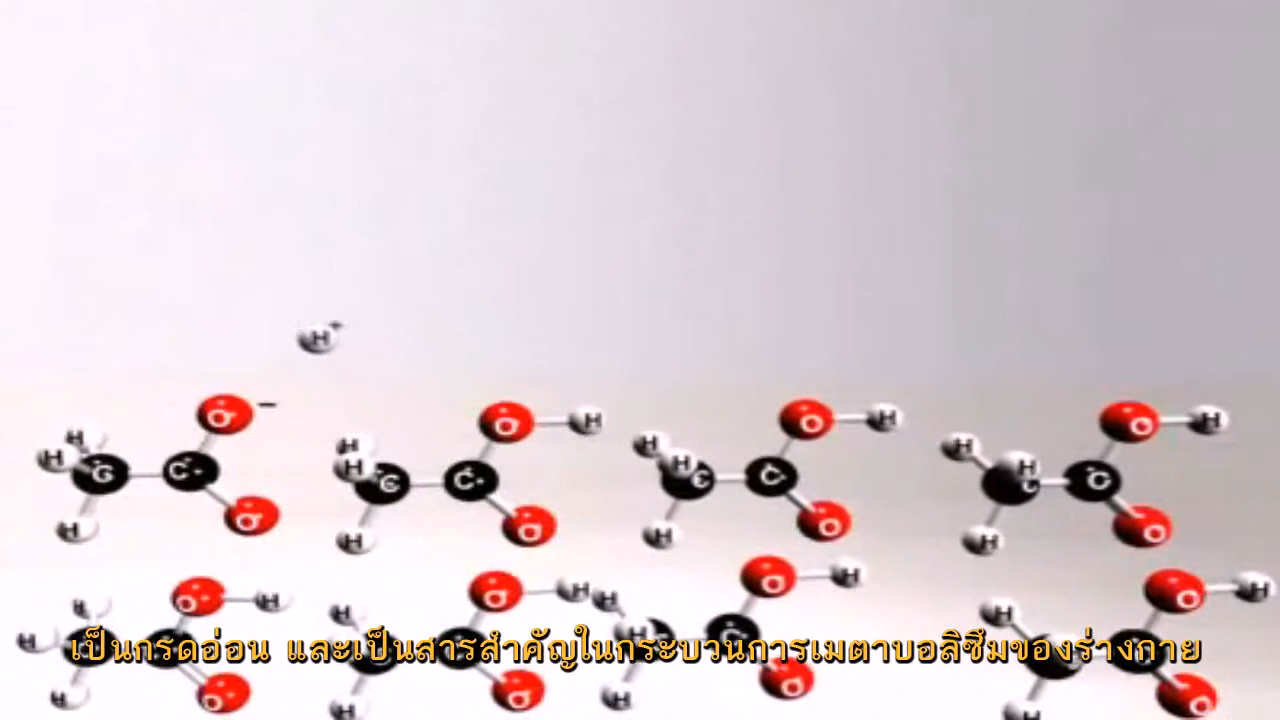 H+
O − O H O H O H
H H C C H H C C H H C C H H C C
H O H O H O H O
O H O H O H O H
H H H H C H C
เป็นกรดอ่อน และเป็นสารสำคัญในกระบวนการเมตาบอลิซึมของร่างกาย
H O H O H O H O